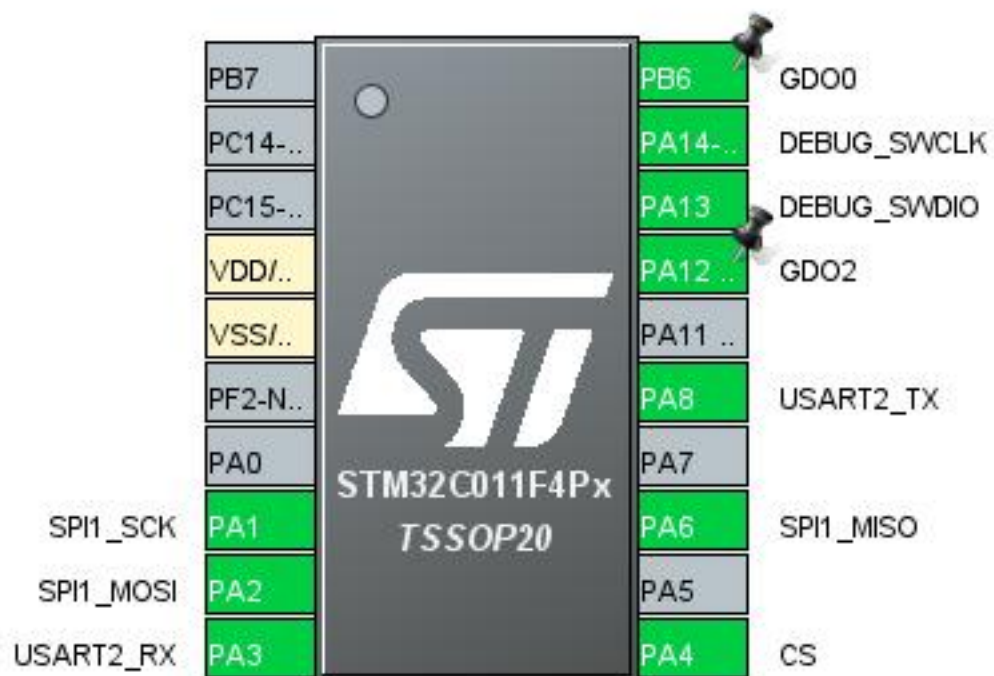 PB7 PB6 GDO0
PC14-.. PA14-.. DEBUG_SWCLK
PC15-.. PA13 DEBUG_SWDIO
VDD/.. PA12 .. GDO2
VSS/.. PA11 ..
PF2-N.. PA8 USART2_TX
PA0 PA7
STM32C011F4Px
SPI1_SCK PA1 PA6 SPI1_MISO
TSSOP20
SPI1_MOSI PA2 PA5
USART2_RX PA3 PA4 CS